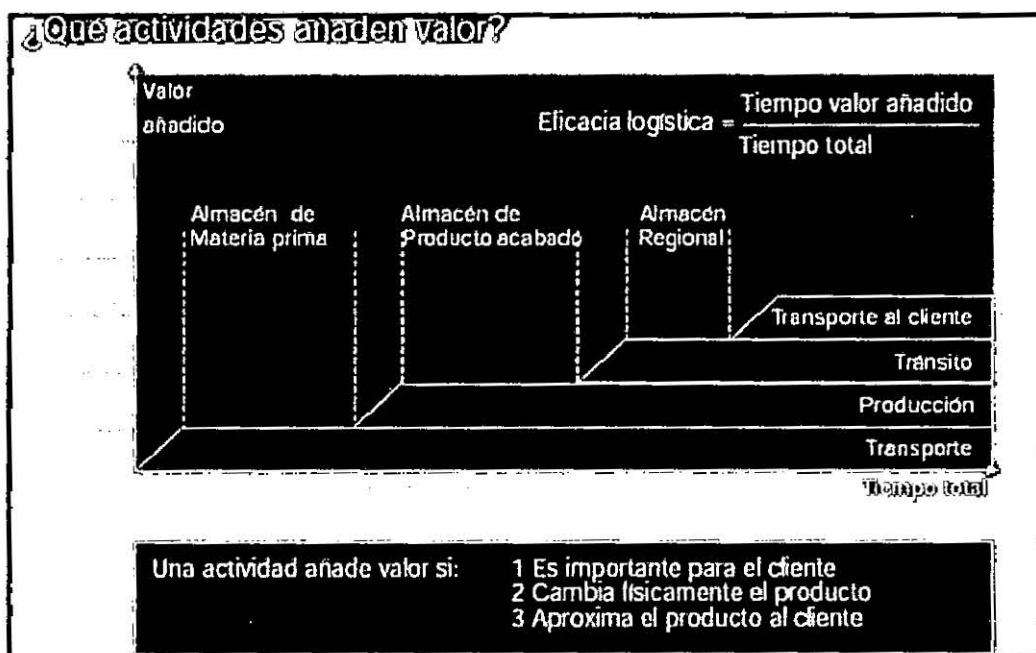 ¿Qué actividades añaden valor?
Valor
añadido
Eficacia logística = Tiempo valor añadido
Tiempo total
Almacén de
Materia prima
Almacén de
Producto acabado
Almacén
Regional
Transporte al cliente
Tránsito
Producción
Transporte
Tiempo total
Una actividad añade valor si:
1 Es importante para el cliente
2 Cambia físicamente el producto
3 Aproxima el producto al cliente